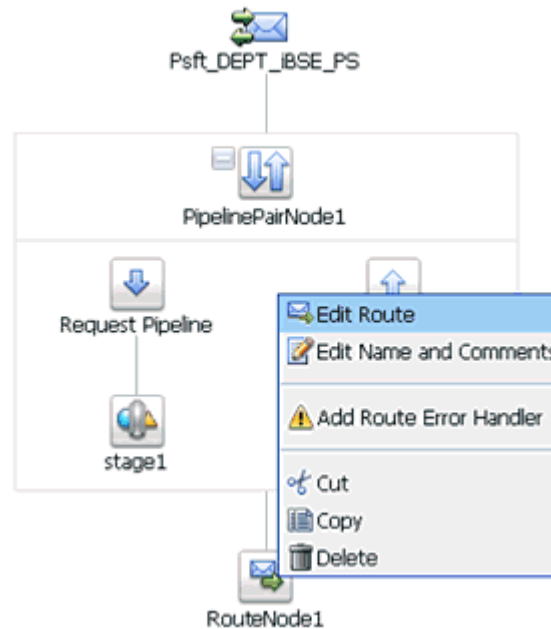 Psft_DEPT_iBSE_PS
PipelinePairNode1
Request Pipeline
stage1
Edit Route
Edit Name and Comments
Add Route Error Handler
Cut
Copy
Delete
RouteNode1